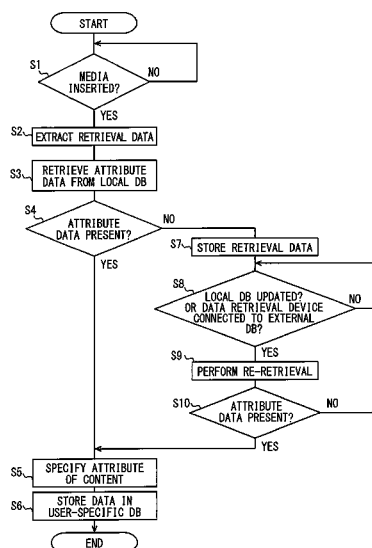 START
S1
MEDIA
INSERTED?
NO
YES
S2
EXTRACT RETRIEVAL DATA
S3
RETRIEVE ATTRIBUTE
DATA FROM LOCAL DB
S4
ATTRIBUTE
DATA PRESENT?
NO
YES
S7
STORE RETRIEVAL DATA
S8
LOCAL DB UPDATED?
OR DATA RETRIEVAL DEVICE
CONNECTED TO EXTERNAL
DB?
NO
YES
S9
PERFORM RE-RETRIEVAL
S10
ATTRIBUTE
DATA PRESENT?
NO
YES
S5
SPECIFY ATTRIBUTE
OF CONTENT
S6
STORE DATA IN
USER-SPECIFIC DB
END